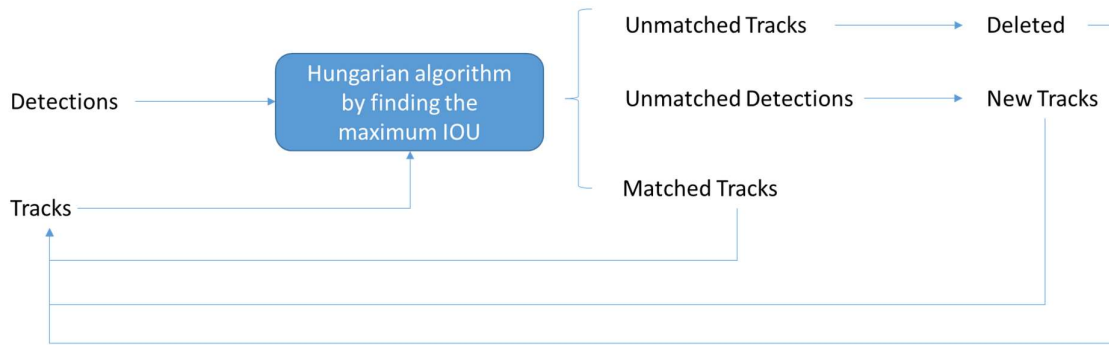 Unmatched Tracks
Deleted
Detections
Hungarian algorithm
by finding the
maximum IOU
Unmatched Detections
New Tracks
Matched Tracks
Tracks